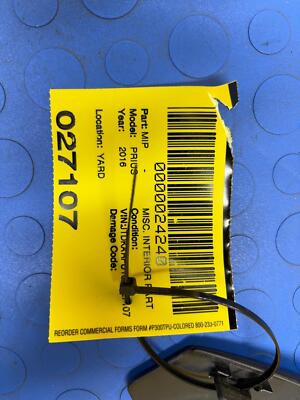 0000024240
Part: MIP - MISC. INTERIOR PART
Model: PRIUS Condition:
Year: 2016
Damage Code:
Location: YARD
027107
REORDER COMMERCIAL FORMS FORM #P300TPU-COLORED 800-233-0771